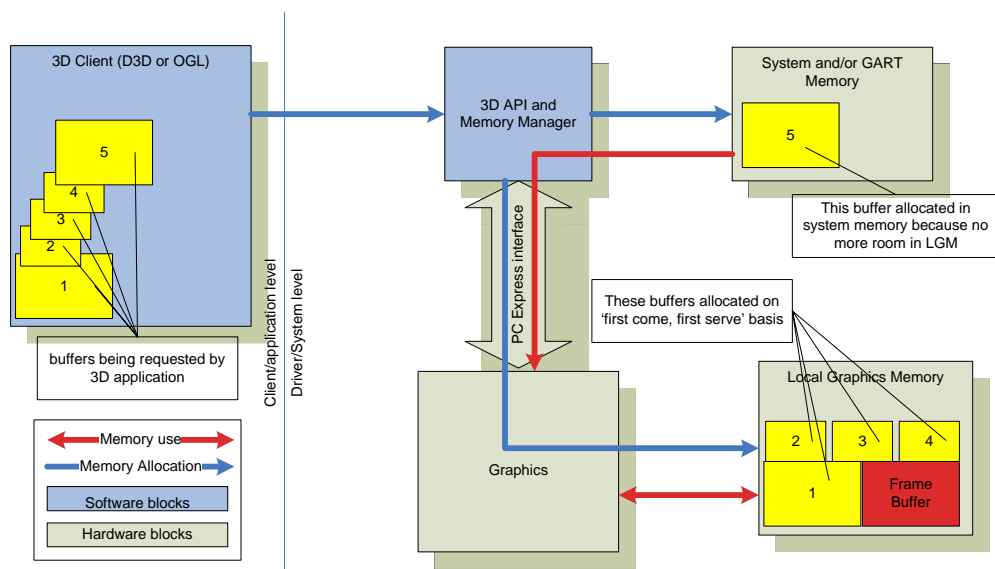 3D Client (D3D or OGL)
5
4
3
2
1
buffers being requested by
3D application
Client/application level
Driver/System level
3D API and
Memory Manager
System and/or GART
Memory
5
This buffer allocated in
system memory because no
more room in LGM
PC Express interface
These buffers allocated on
‘first come, first serve’ basis
Graphics
Local Graphics Memory
2
3
4
1
Frame
Buffer
Memory use
Memory Allocation
Software blocks
Hardware blocks